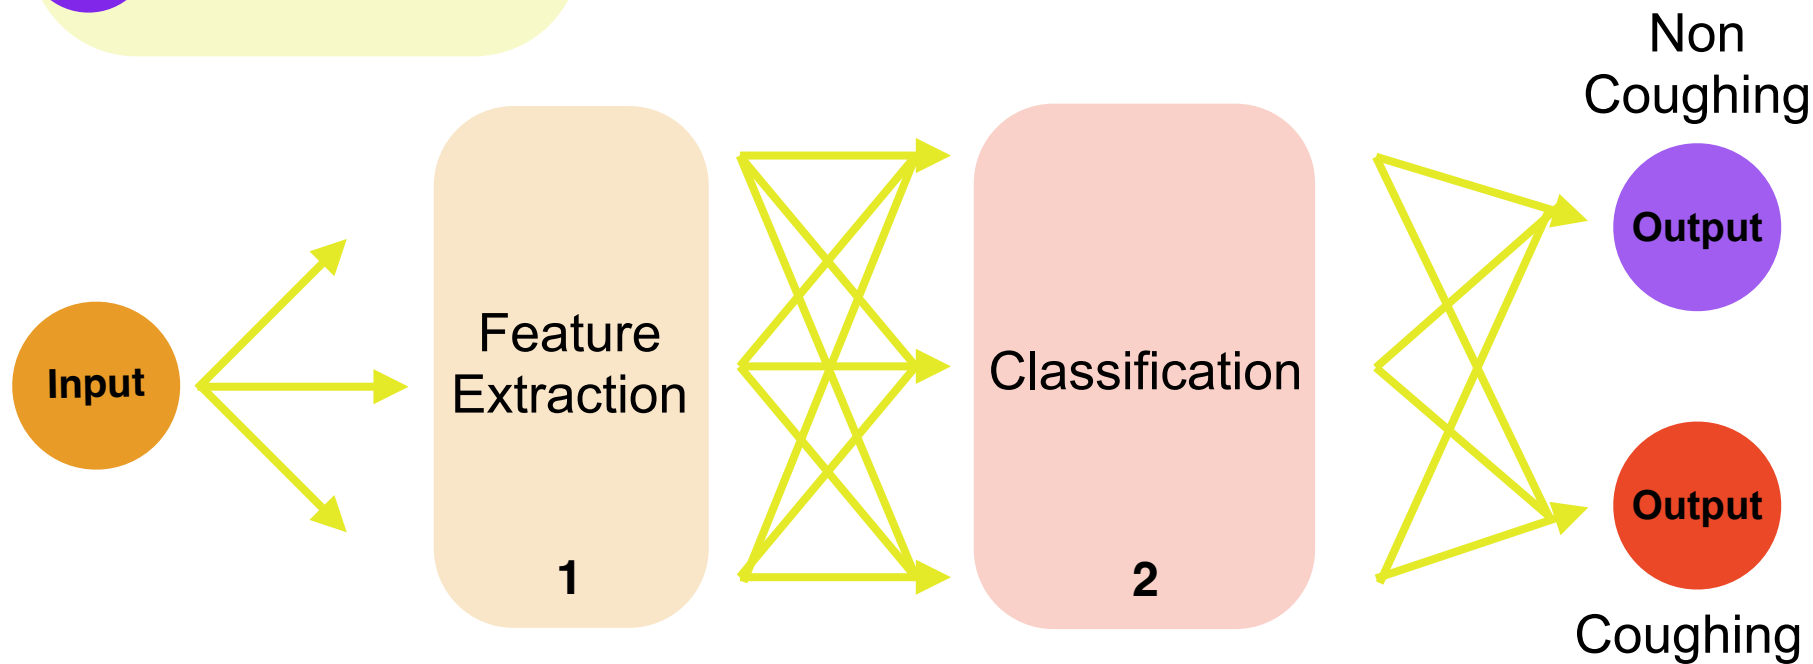 Non
Coughing
Output
Feature
Extraction
Classification
Input
Output
1
2
Coughing